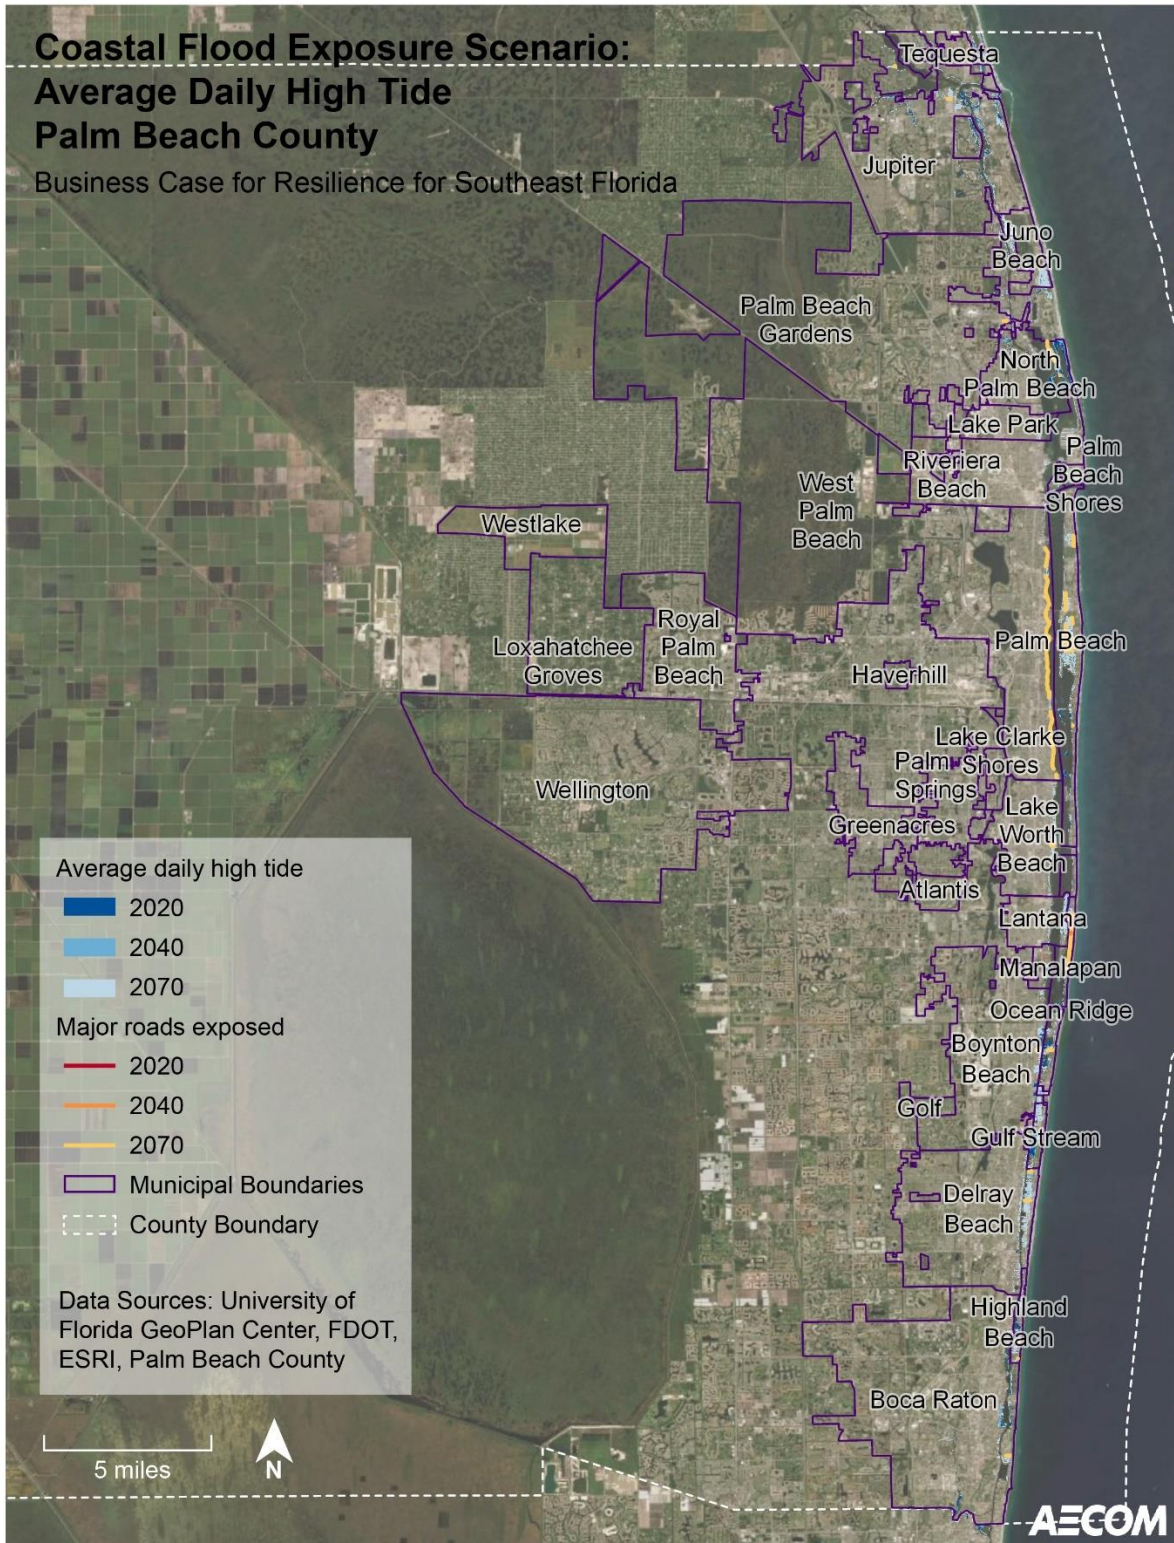 Coastal Flood Exposure Scenario:
Average Daily High Tide
Palm Beach County
Business Case for Resilience for Southeast Florida
Tequesta
Jupiter
Juno
Beach
Palm Beach
Gardens
North
Palm Beach
Lake Park
Palm
Beach
Shores
Riveriera
Beach
West
Palm
Beach
Westlake
Royal
Palm
Beach
Loxahatchee
Groves
Palm Beach
Haverhill
Lake Clarke
Shores
Palm
Springs
Wellington
Lake
Worth
Beach
Greenacres
Atlantis
Lantana
Manalapan
Ocean Ridge
Boynton
Beach
Golf
Gulf Stream
Delray
Beach
Highland
Beach
Boca Raton
Average daily high tide
2020
2040
2070
Major roads exposed
2020
2040
2070
Municipal Boundaries
County Boundary
Data Sources: University of
Florida GeoPlan Center, FDOT,
ESRI, Palm Beach County
5 miles
N
AECOM